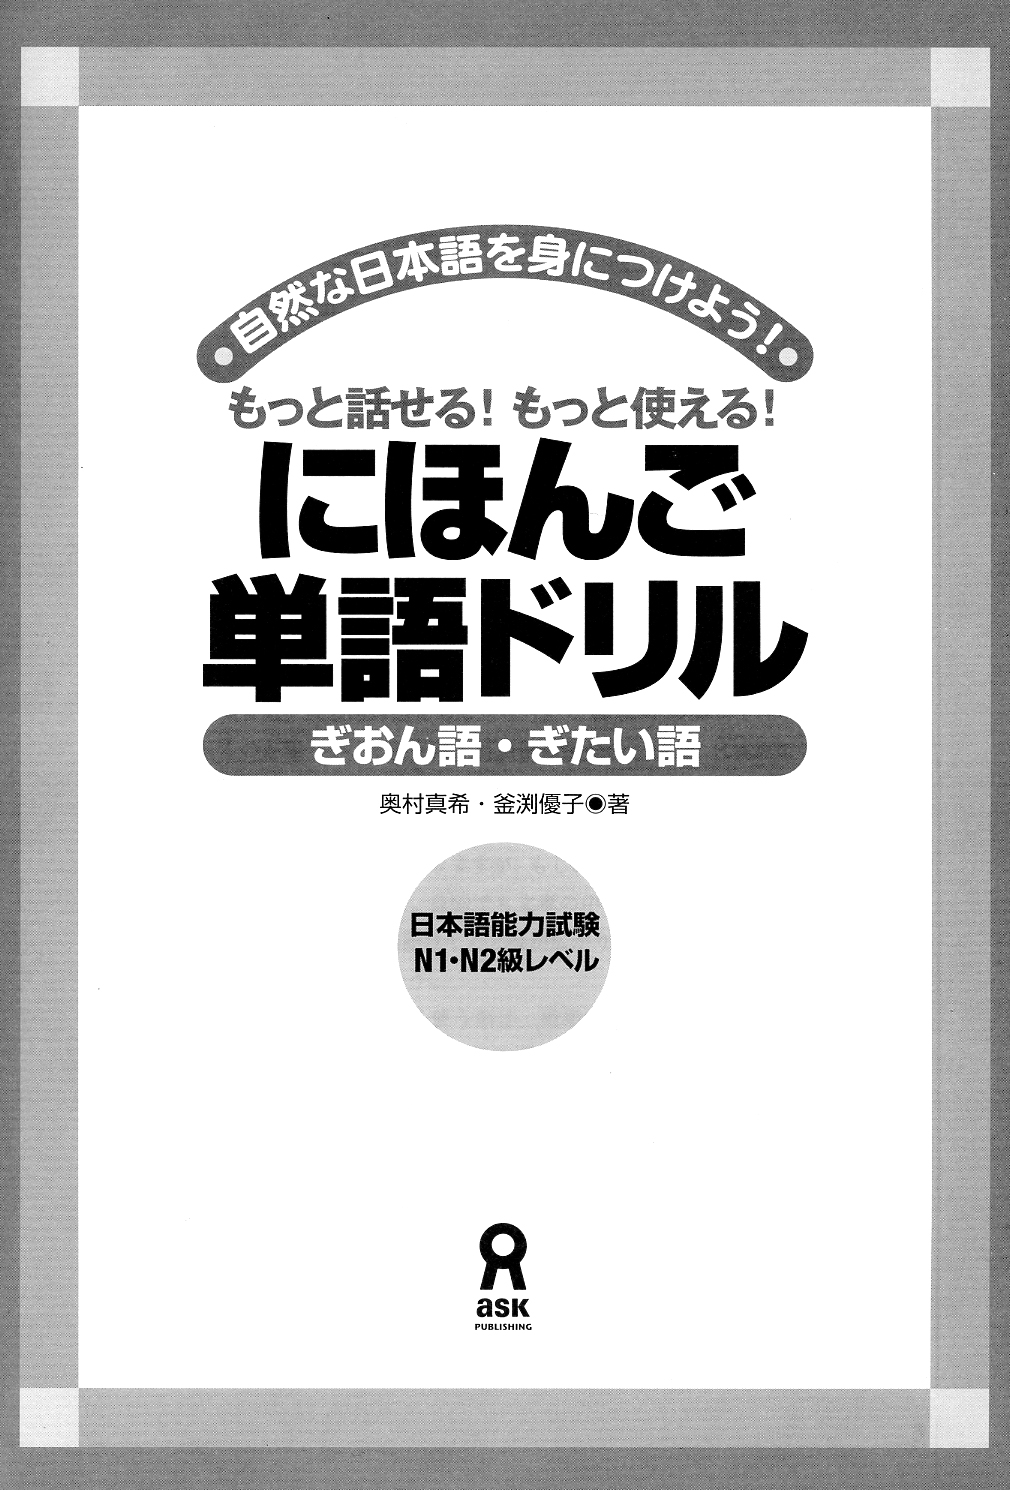 自然な日本語を身につけよう!
もっと話せる! もっと使える!
にほんご
単語ドリル
ぎおん語・ぎたい語
奥村真希・釜渕優子◉著
日本語能力試験
N1・N2級レベル
ask
PUBLISHING